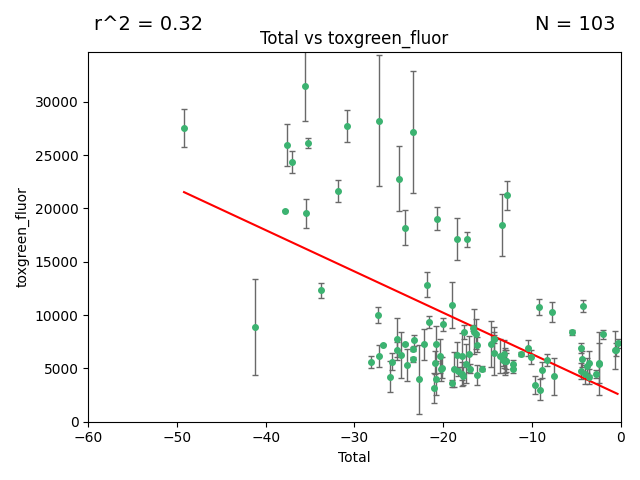 r^2 = 0.32
N = 103
Total vs toxgreen_fluor
30000
25000
20000
15000
10000
5000
0
toxgreen_fluor
−60
−50
−40
−30
−20
−10
0
Total